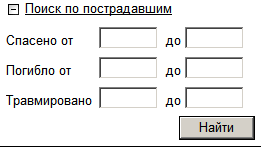 Поиск по пострадавшим
Спасено от до
Погибло от до
Травмировано до
Найти